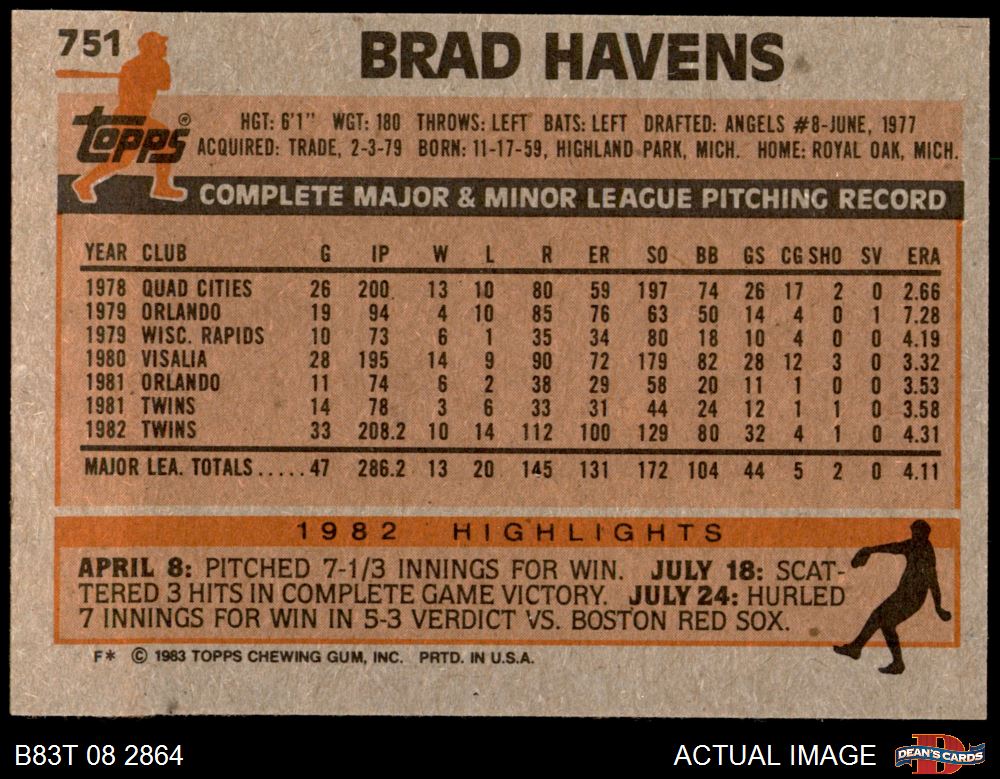 751
BRAD HAVENS
Topps®
HGT: 6'1" WGT: 180 THROWS: LEFT BATS: LEFT DRAFTED: ANGELS #8-JUNE, 1977
ACQUIRED: TRADE, 2-3-79 BORN: 11-17-59, HIGHLAND PARK, MICH. HOME: ROYAL OAK, MICH.
COMPLETE MAJOR & MINOR LEAGUE PITCHING RECORD
YEAR CLUB G IP W L R ER SO BB GS CG SHO SV ERA
1978 QUAD CITIES 26 200 13 10 80 59 197 74 26 17 2 0 2.66
1979 ORLANDO 19 94 4 10 85 76 63 50 14 4 0 1 7.28
1979 WISC. RAPIDS 10 73 6 1 35 34 80 18 10 4 0 0 4.19
1980 VISALIA 28 195 14 9 90 72 179 82 28 12 3 0 3.32
1981 ORLANDO 11 74 6 2 38 29 58 20 11 1 0 0 3.53
1981 TWINS 14 78 3 6 33 31 44 24 12 1 1 0 3.58
1982 TWINS 33 208.2 10 14 112 100 129 80 32 4 1 0 4.31
MAJOR LEA. TOTALS.....47 286.2 13 20 145 131 172 104 44 5 2 0 4.11
1982 HIGHLIGHTS
APRIL 8: PITCHED 7-1/3 INNINGS FOR WIN. JULY 18: SCAT-
TERED 3 HITS IN COMPLETE GAME VICTORY. JULY 24: HURLED
7 INNINGS FOR WIN IN 5-3 VERDICT VS. BOSTON RED SOX.
F* © 1983 TOPPS CHEWING GUM, INC. PRTD. IN U.S.A.
B83T 08 2864
ACTUAL IMAGE
DEAN'S CARDS